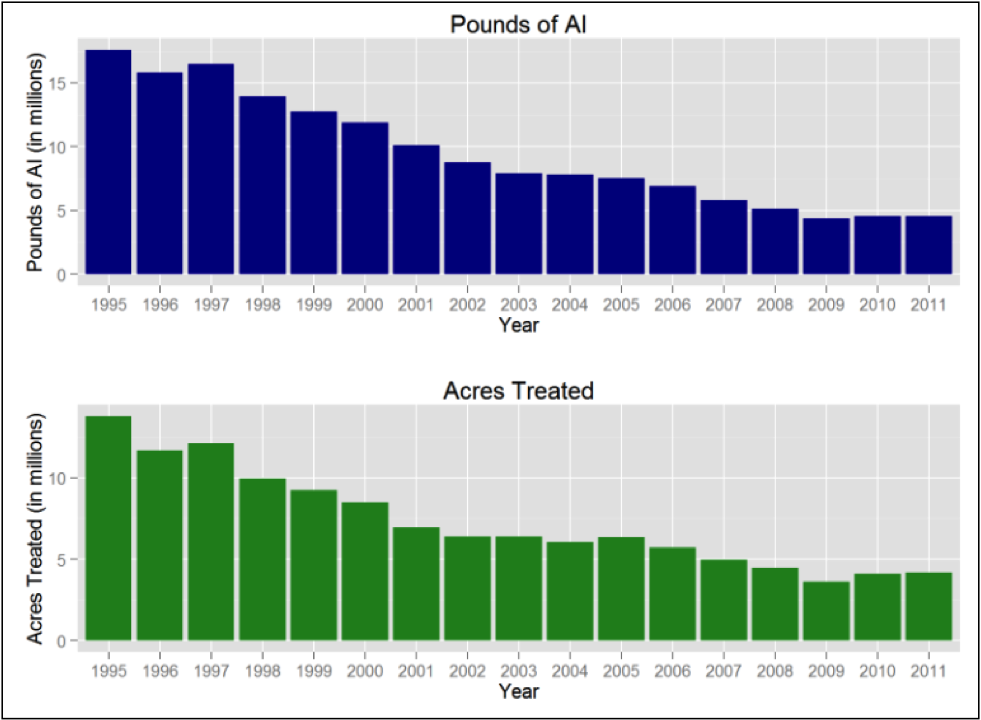 Pounds of AI
Pounds of AI (in millions)
15
10
5
0
1995 1996 1997 1998 1999 2000 2001 2002 2003 2004 2005 2006 2007 2008 2009 2010 2011
Year
Acres Treated
Acres Treated (in millions)
10
5
0
1995 1996 1997 1998 1999 2000 2001 2002 2003 2004 2005 2006 2007 2008 2009 2010 2011
Year